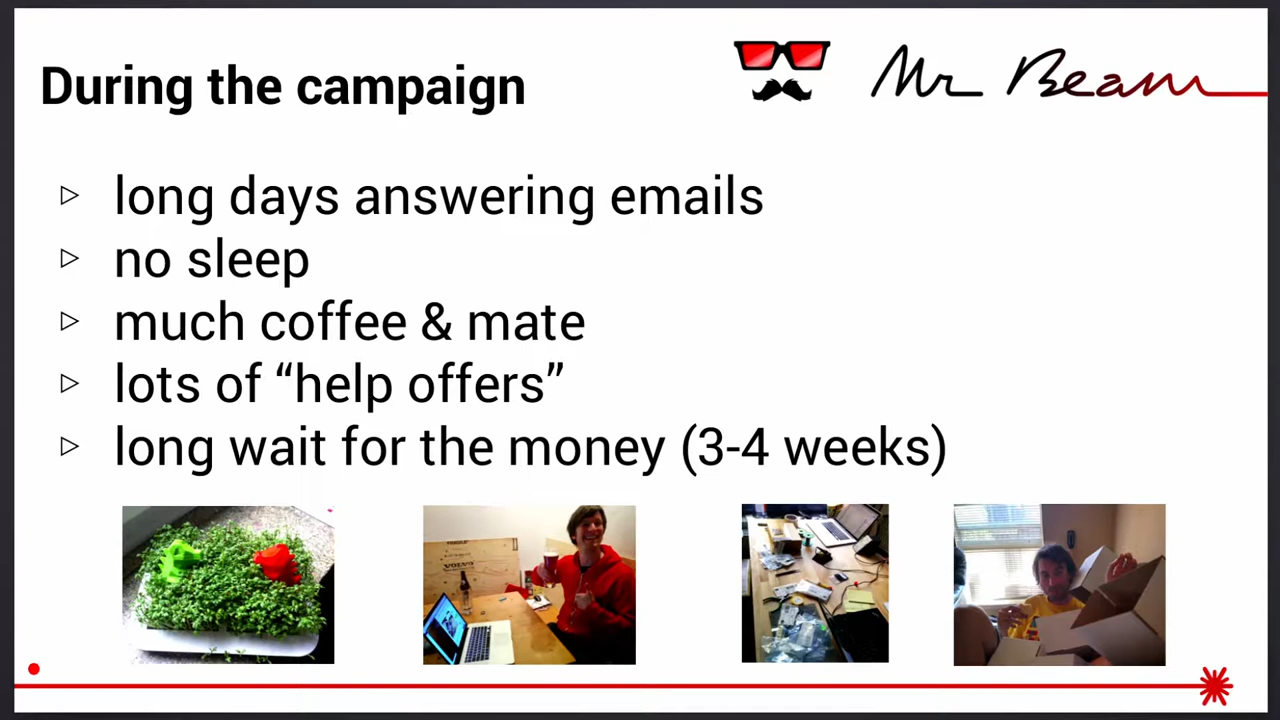 During the campaign
Mr Beam
▹ long days answering emails
▹ no sleep
▹ much coffee & mate
▹ lots of “help offers”
▹ long wait for the money (3-4 weeks)
VOLVO